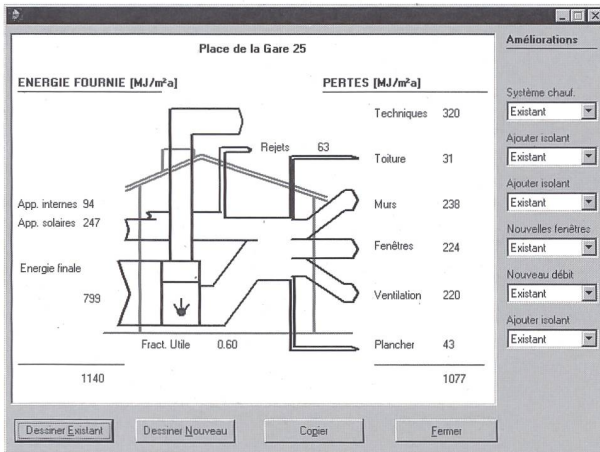 Place de la Gare 25
ENERGIE FOURNIE [MJ/m²a]
PERTES [MJ/m²a]
Techniques 320
Rejets 63
Toiture 31
App. internes 94
App. solaires 247
Murs 238
Fenêtres 224
Energie finale
799
Ventilation 220
Fract. Utile 0.60
Plancher 43
1140
1077
Améliorations
Système chauf.
Existant
Ajouter isolant
Existant
Ajouter isolant
Existant
Nouvelles fenêtres
Existant
Nouveau débit
Existant
Ajouter isolant
Existant
Dessiner Existant
Dessiner Nouveau
Copier
Fermer